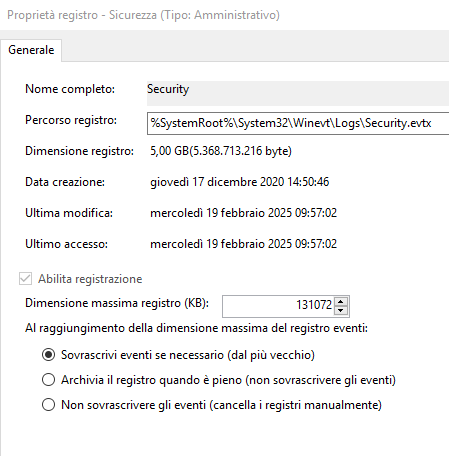 Proprietà registro - Sicurezza (Tipo: Amministrativo)
Generale
Nome completo: Security
Percorso registro: %SystemRoot%\System32\Winevt\Logs\Security.evtx
Dimensione registro: 5,00 GB(5.368.713.216 byte)
Data creazione: giovedì 17 dicembre 2020 14:50:46
Ultima modifica: mercoledì 19 febbraio 2025 09:57:02
Ultimo accesso: mercoledì 19 febbraio 2025 09:57:02
Abilita registrazione
Dimensione massima registro (KB): 131072
Al raggiungimento della dimensione massima del registro eventi:
Sovrascrivi eventi se necessario (dal più vecchio)
Archivia il registro quando è pieno (non sovrascrivere gli eventi)
Non sovrascrivere gli eventi (cancella i registri manualmente)